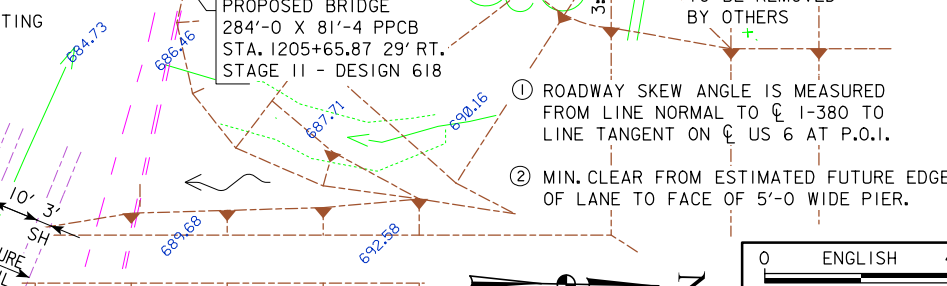 TING
684.73
686.46
PROPOSED BRIDGE
284'-0 X 81'-4 PPCB
STA. 1205+65.87 29' RT.
STAGE II - DESIGN 618
BY OTHERS
687.71
690.16
① ROADWAY SKEW ANGLE IS MEASURED
FROM LINE NORMAL TO ℄ I-380 TO
LINE TANGENT ON ℄ US 6 AT P.O.I.
② MIN. CLEAR FROM ESTIMATED FUTURE EDGE
OF LANE TO FACE OF 5'-0 WIDE PIER.
10' 3'
SH
689.68
692.58
URE
N
0 ENGLISH